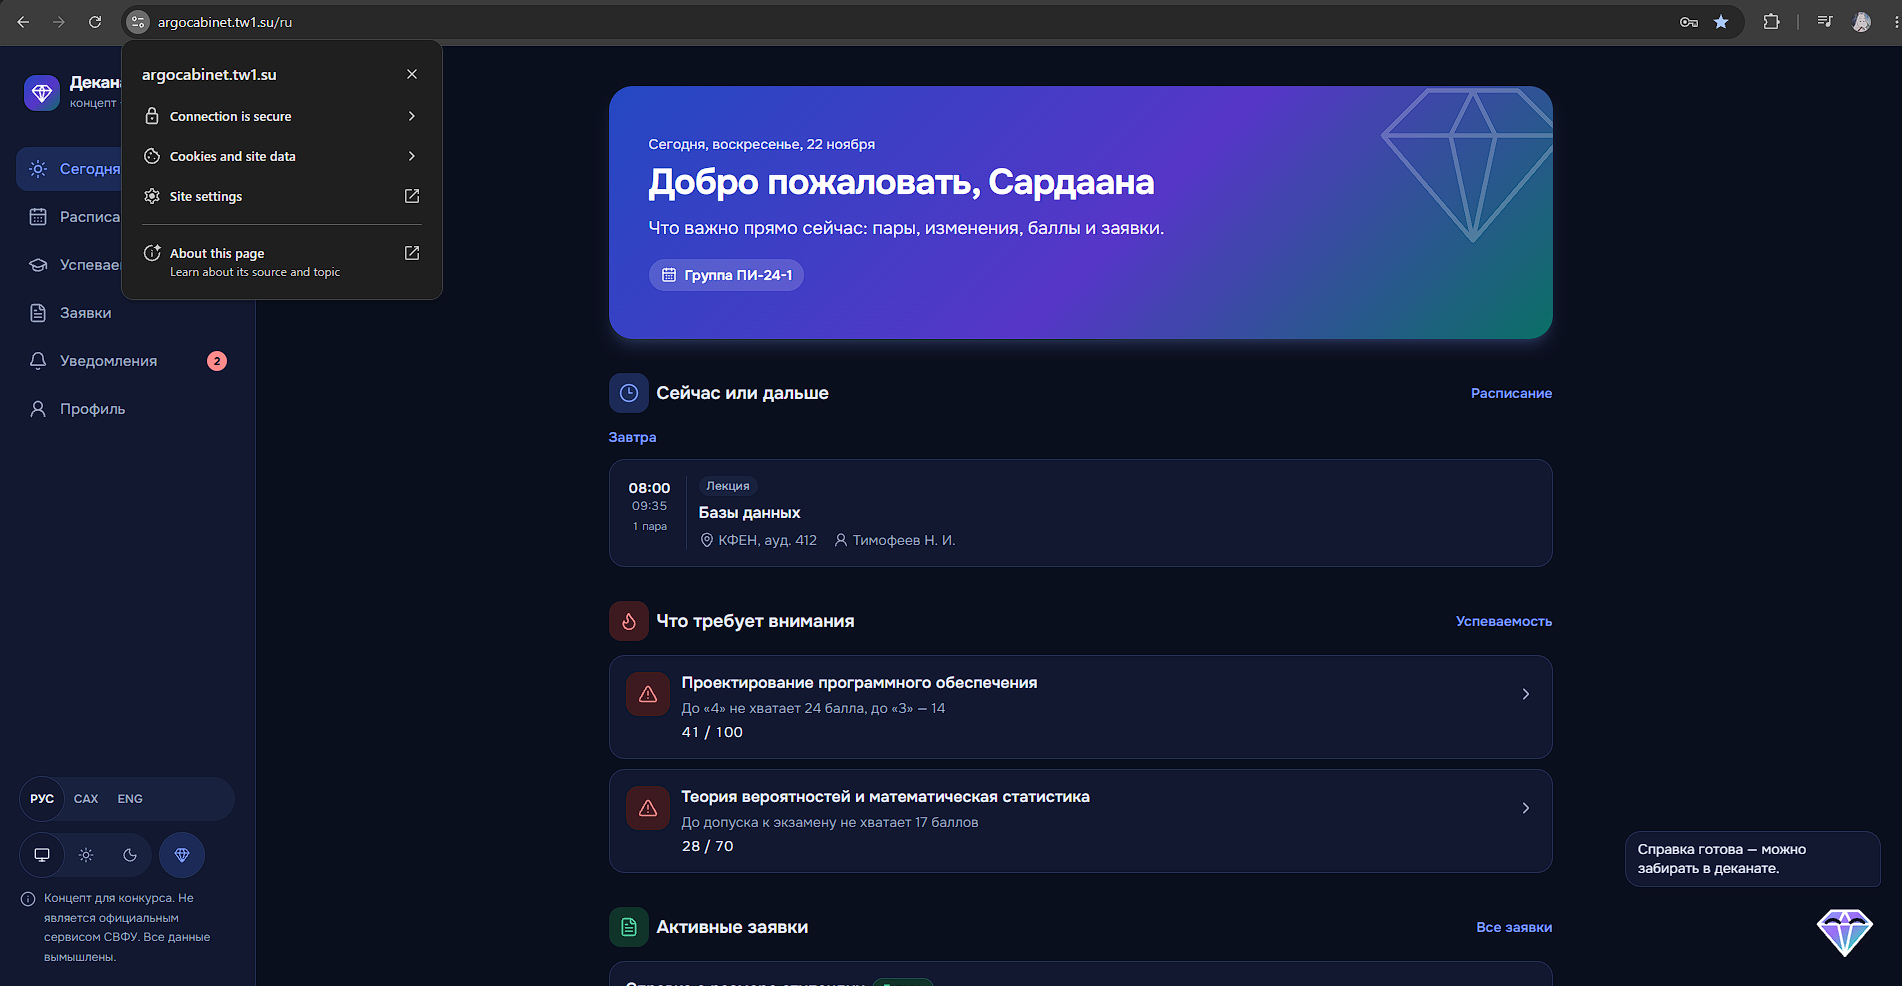 argocabinet.tw1.su/ru
argocabinet.tw1.su
Connection is secure
Cookies and site data
Site settings
About this page
Learn about its source and topic
концепт
Сегодня
Заявки
Уведомления
2
Профиль
РУС
САХ
ENG
Концепт для конкурса. Не
является официальным
сервисом СВФУ. Все данные
вымышлены.
Сегодня, воскресенье, 22 ноября
Добро пожаловать, Сардаана
Что важно прямо сейчас: пары, изменения, баллы и заявки.
Группа ПИ-24-1
Сейчас или дальше
Расписание
Завтра
08:00
09:35
1 пара
Лекция
Базы данных
КФЕН, ауд. 412
Тимофеев Н. И.
Что требует внимания
Успеваемость
Проектирование программного обеспечения
До «4» не хватает 24 балла, до «3» — 14
41 / 100
Теория вероятностей и математическая статистика
До допуска к экзамену не хватает 17 баллов
28 / 70
Активные заявки
Все заявки
Справка готова — можно
забирать в деканате.